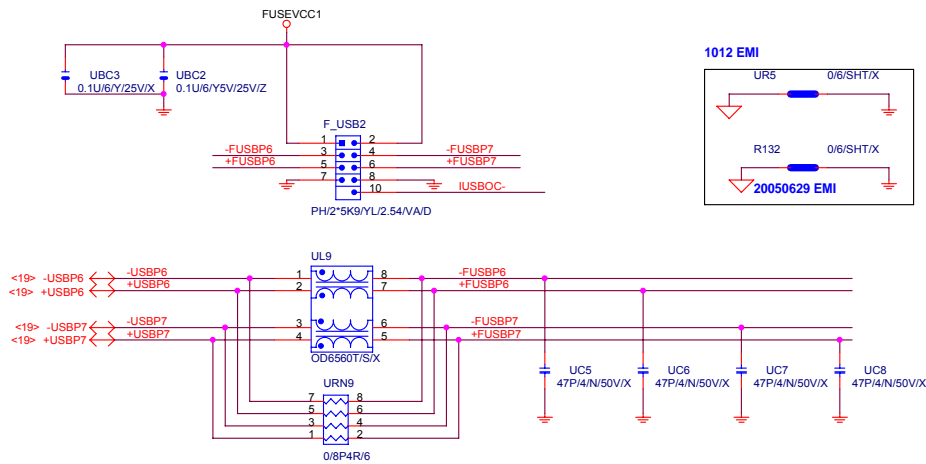 FUSEVCC1
UBC3
0.1U/6/Y/25V/X
UBC2
0.1U/6/Y5V/25V/Z
1012 EMI
UR5 0/6/SHT/X
R132 0/6/SHT/X
20050629 EMI
F_USB2
1 2
-FUSBP6 3 4 -FUSBP7
+FUSBP6 5 6 +FUSBP7
7 8
10 IUSBOC-
PH/2*5K9/YL/2.54/VA/D
UL9
<19> -USBP6 -USBP6 1 8 -FUSBP6
<19> +USBP6 +USBP6 2 7 +FUSBP6
<19> -USBP7 -USBP7 3 6 -FUSBP7
<19> +USBP7 +USBP7 4 5 +FUSBP7
OD6560T/S/X
UC5
47P/4/N/50V/X
UC6
47P/4/N/50V/X
UC7
47P/4/N/50V/X
UC8
47P/4/N/50V/X
URN9
7 8
5 6
3 4
1 2
0/8P4R/6